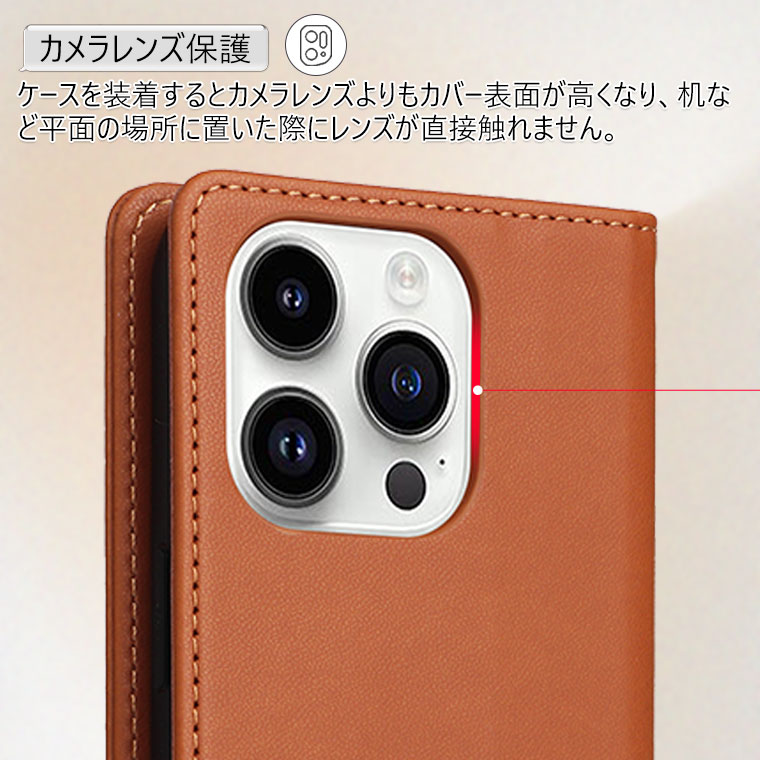 カメラレンズ保護
ケースを装着するとカメラレンズよりもカバー表面が高くなり、机な
ど平面の場所に置いた際にレンズが直接触れません。